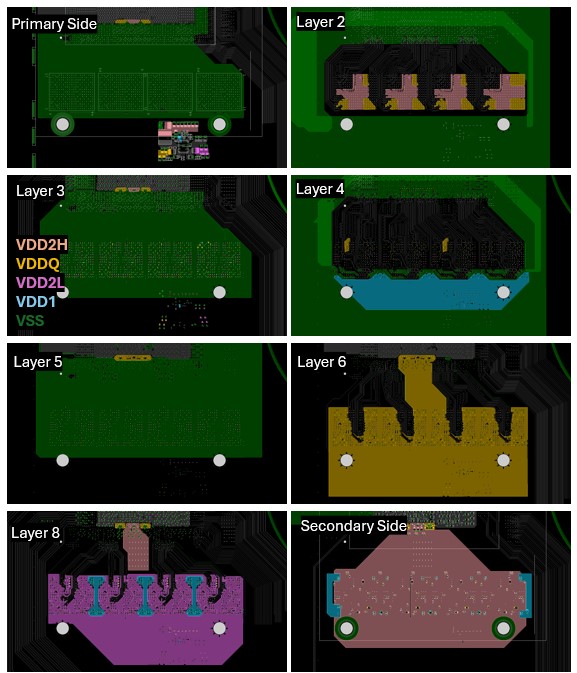 Primary Side
Layer 2
Layer 3
VDD2H
VDDQ
VDD2L
VDD1
VSS
Layer 4
Layer 5
Layer 6
Layer 8
Secondary Side